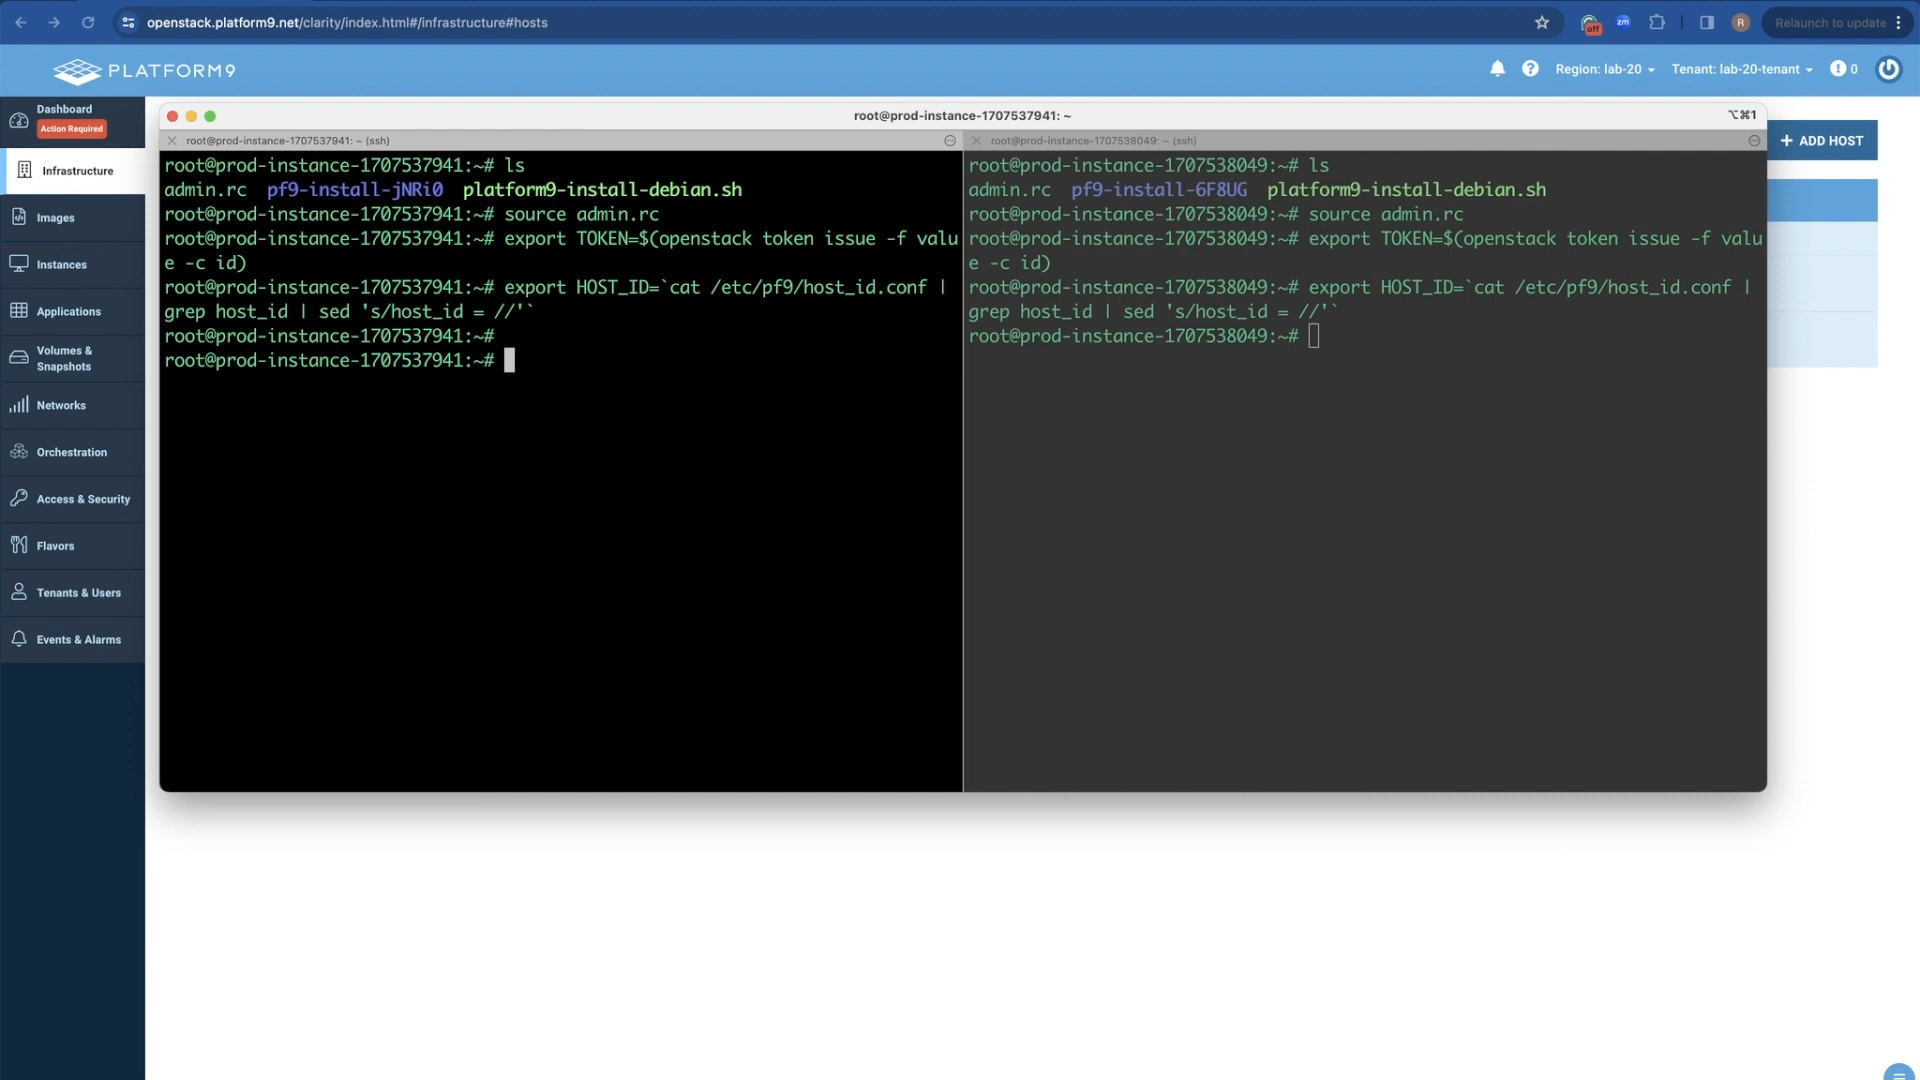 openstack.platform9.net/clarity/index.html#/infrastructure#hosts
off
zm
R
Relaunch to update
PLATFORM9
Region: lab-20
Tenant: lab-20-tenant
0
Dashboard
Action Required
Infrastructure
Images
Instances
Applications
Volumes &
Snapshots
Networks
Orchestration
Access & Security
Flavors
Tenants & Users
Events & Alarms
+ ADD HOST
root@prod-instance-1707537941: ~
⌥⌘1
root@prod-instance-1707537941: ~ (ssh)
root@prod-instance-1707537941:~# ls
admin.rc  pf9-install-jNRi0  platform9-install-debian.sh
root@prod-instance-1707537941:~# source admin.rc
root@prod-instance-1707537941:~# export TOKEN=$(openstack token issue -f valu
e -c id)
root@prod-instance-1707537941:~# export HOST_ID=`cat /etc/pf9/host_id.conf |
grep host_id | sed 's/host_id = //'`
root@prod-instance-1707537941:~#
root@prod-instance-1707537941:~#
root@prod-instance-1707538049: ~ (ssh)
root@prod-instance-1707538049:~# ls
admin.rc  pf9-install-6F8UG  platform9-install-debian.sh
root@prod-instance-1707538049:~# source admin.rc
root@prod-instance-1707538049:~# export TOKEN=$(openstack token issue -f valu
e -c id)
root@prod-instance-1707538049:~# export HOST_ID=`cat /etc/pf9/host_id.conf |
grep host_id | sed 's/host_id = //'`
root@prod-instance-1707538049:~#